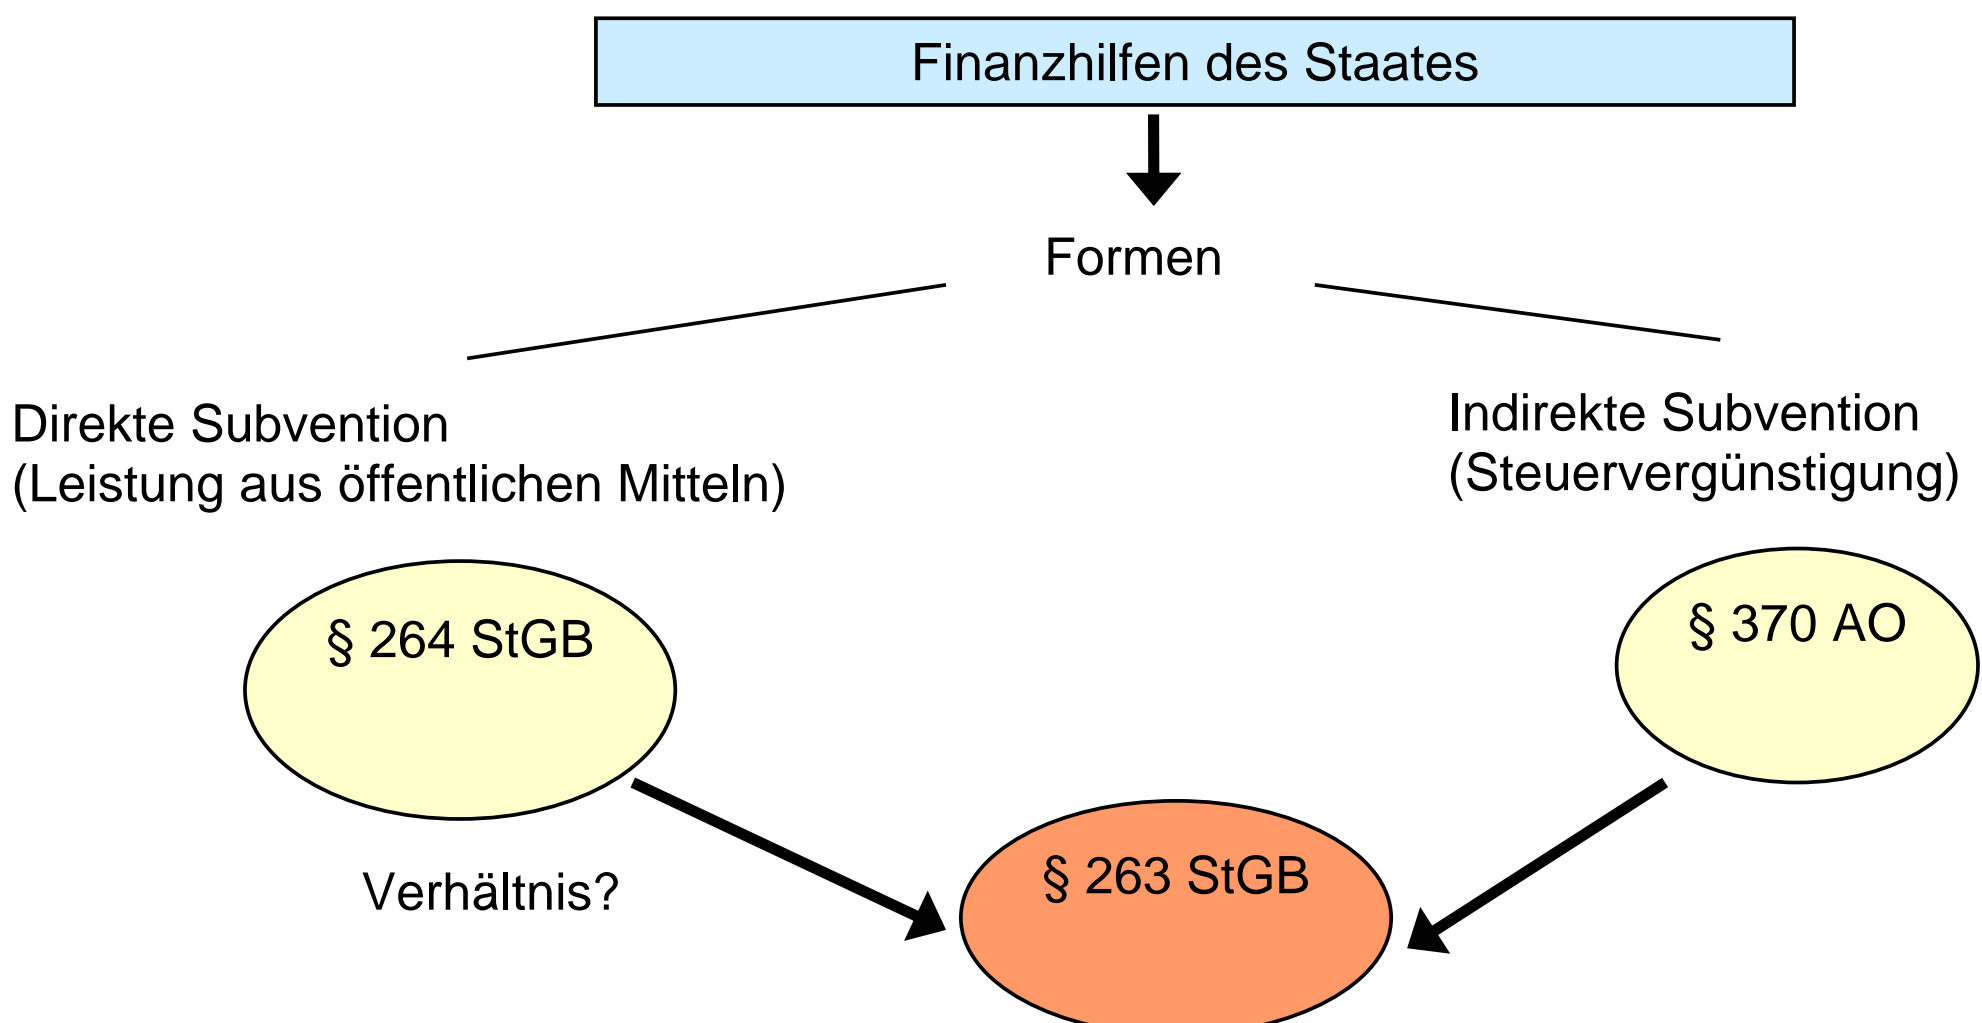 Finanzhilfen des Staates
Formen
Direkte Subvention
(Leistung aus öffentlichen Mitteln)
Indirekte Subvention
(Steuervergünstigung)
§ 264 StGB
§ 370 AO
Verhältnis?
§ 263 StGB